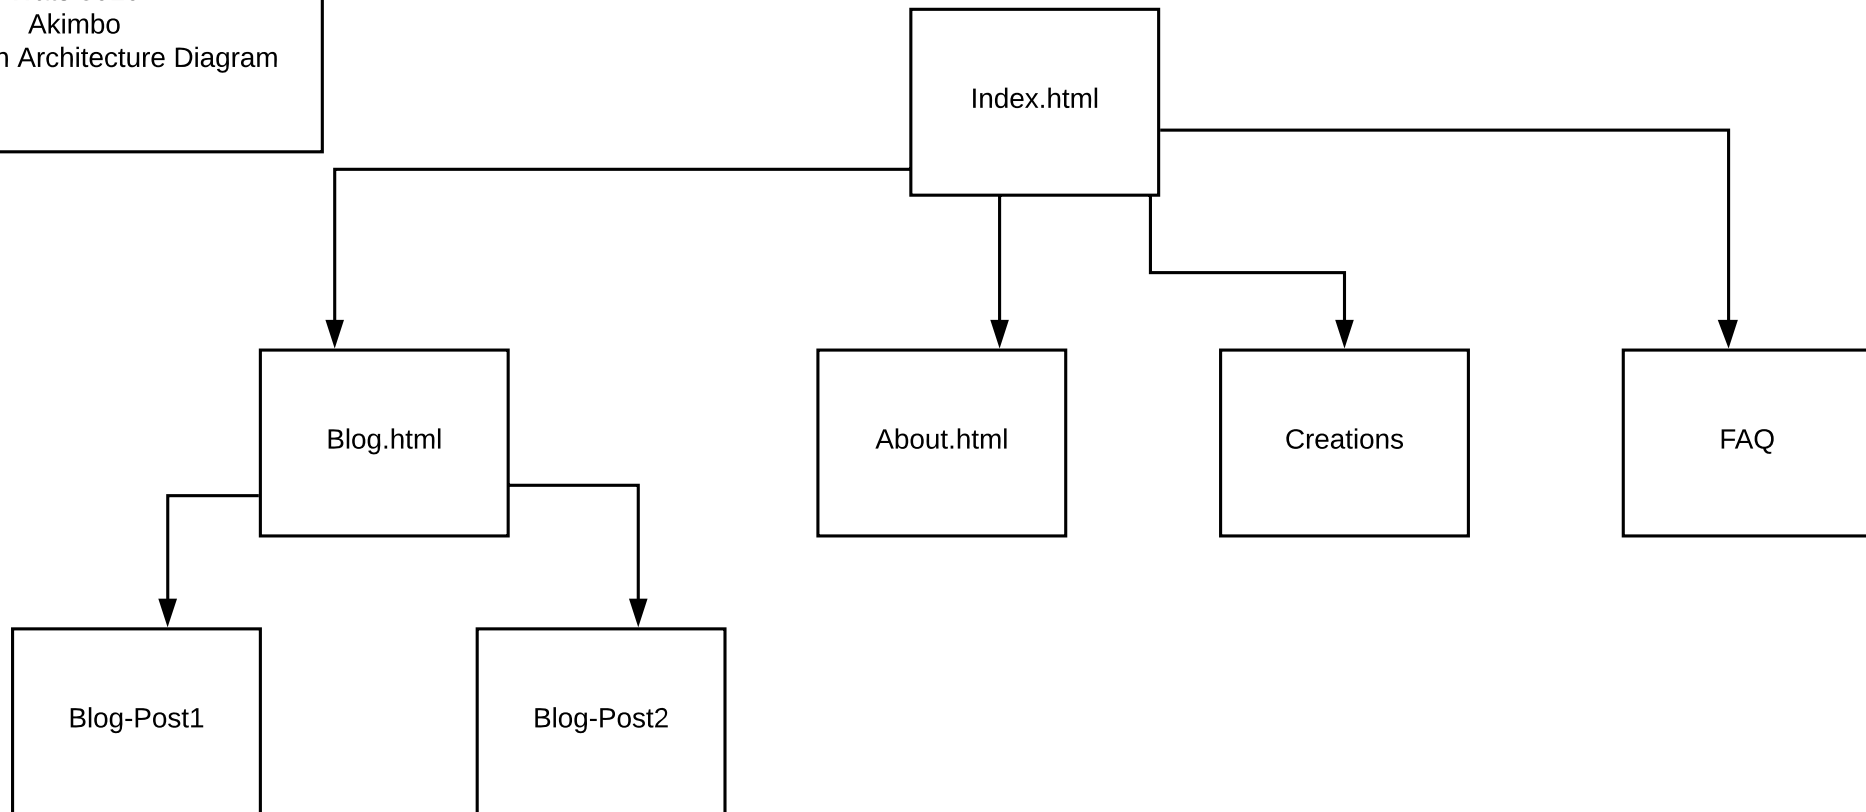 Akimbo
Architecture Diagram
Index.html
Blog.html
About.html
Creations
FAQ
Blog-Post1
Blog-Post2